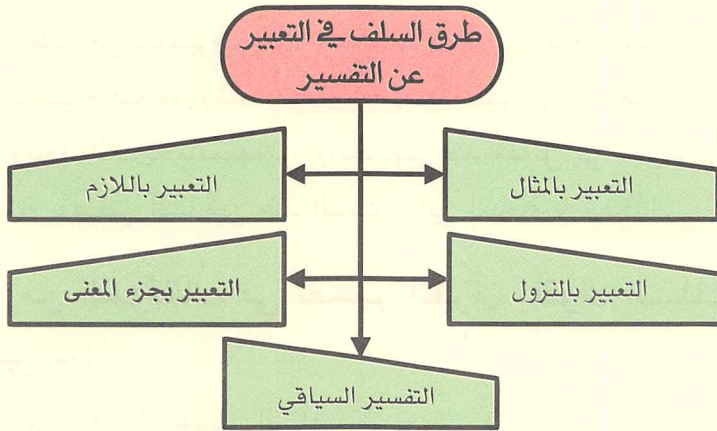 طرق السلف في التعبير
عن التفسير
التعبير بالمثال
التعبير باللازم
التعبير بالنزول
التعبير بجزء المعنى
التفسير السياقي